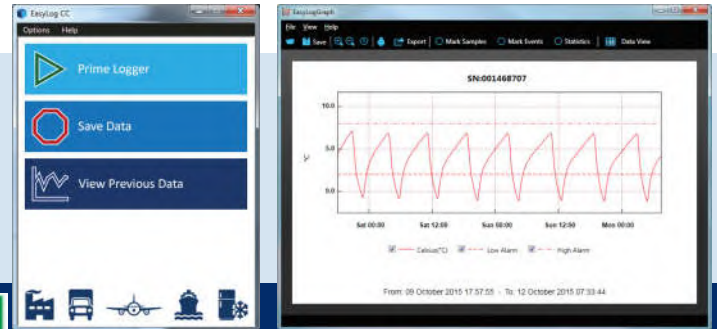 EasyLog CC
Options Help
Prime Logger
Save Data
View Previous Data
EasyLogGraph
File View Help
Save Export Mark Samples Mark Events Statistics Data View
SN:001468707
10.0
5.0
°C
0.0
Sat 00:00 Sat 12:00 Sun 00:00 Sun 12:00 Mon 00:00
Celsius(°C) Low Alarm High Alarm
From: 09 October 2015 17:57:55 - To: 12 October 2015 07:33:44